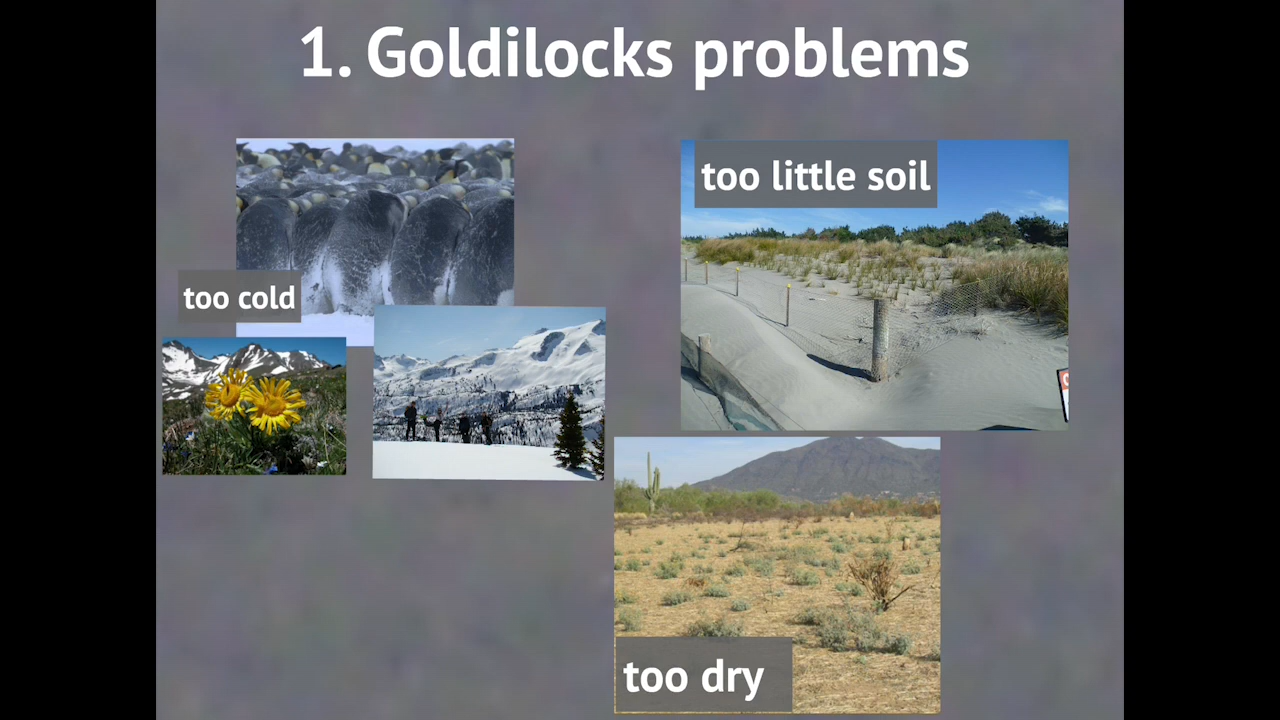 1. Goldilocks problems
too little soil
too cold
too dry